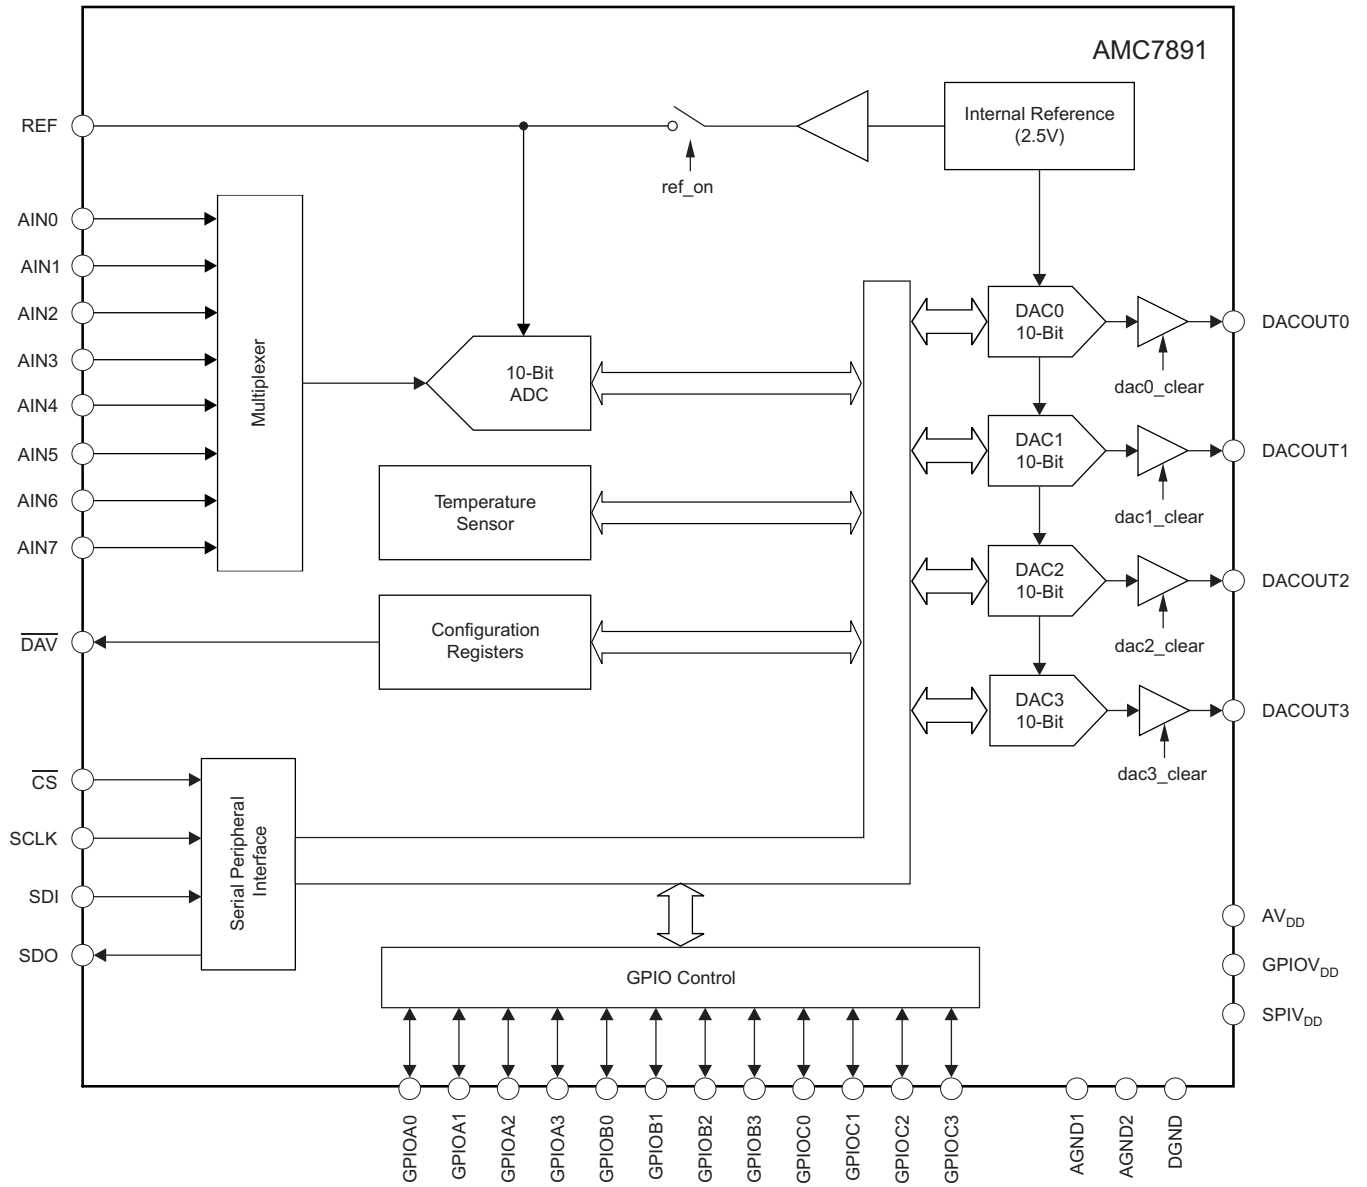 AMC7891
REF
Internal Reference
(2.5V)
ref_on
AIN0
AIN1
AIN2
AIN3
AIN4
AIN5
AIN6
AIN7
Multiplexer
10-Bit
ADC
Temperature
Sensor
Configuration
Registers
DAV
CS
SCLK
SDI
SDO
Serial Peripheral
Interface
DAC0
10-Bit
dac0_clear
DACOUT0
DAC1
10-Bit
dac1_clear
DACOUT1
DAC2
10-Bit
dac2_clear
DACOUT2
DAC3
10-Bit
dac3_clear
DACOUT3
AVDD
GPIOVDD
SPIVDD
GPIO Control
GPIOA0
GPIOA1
GPIOA2
GPIOA3
GPIOB0
GPIOB1
GPIOB2
GPIOB3
GPIOC0
GPIOC1
GPIOC2
GPIOC3
AGND1
AGND2
DGND